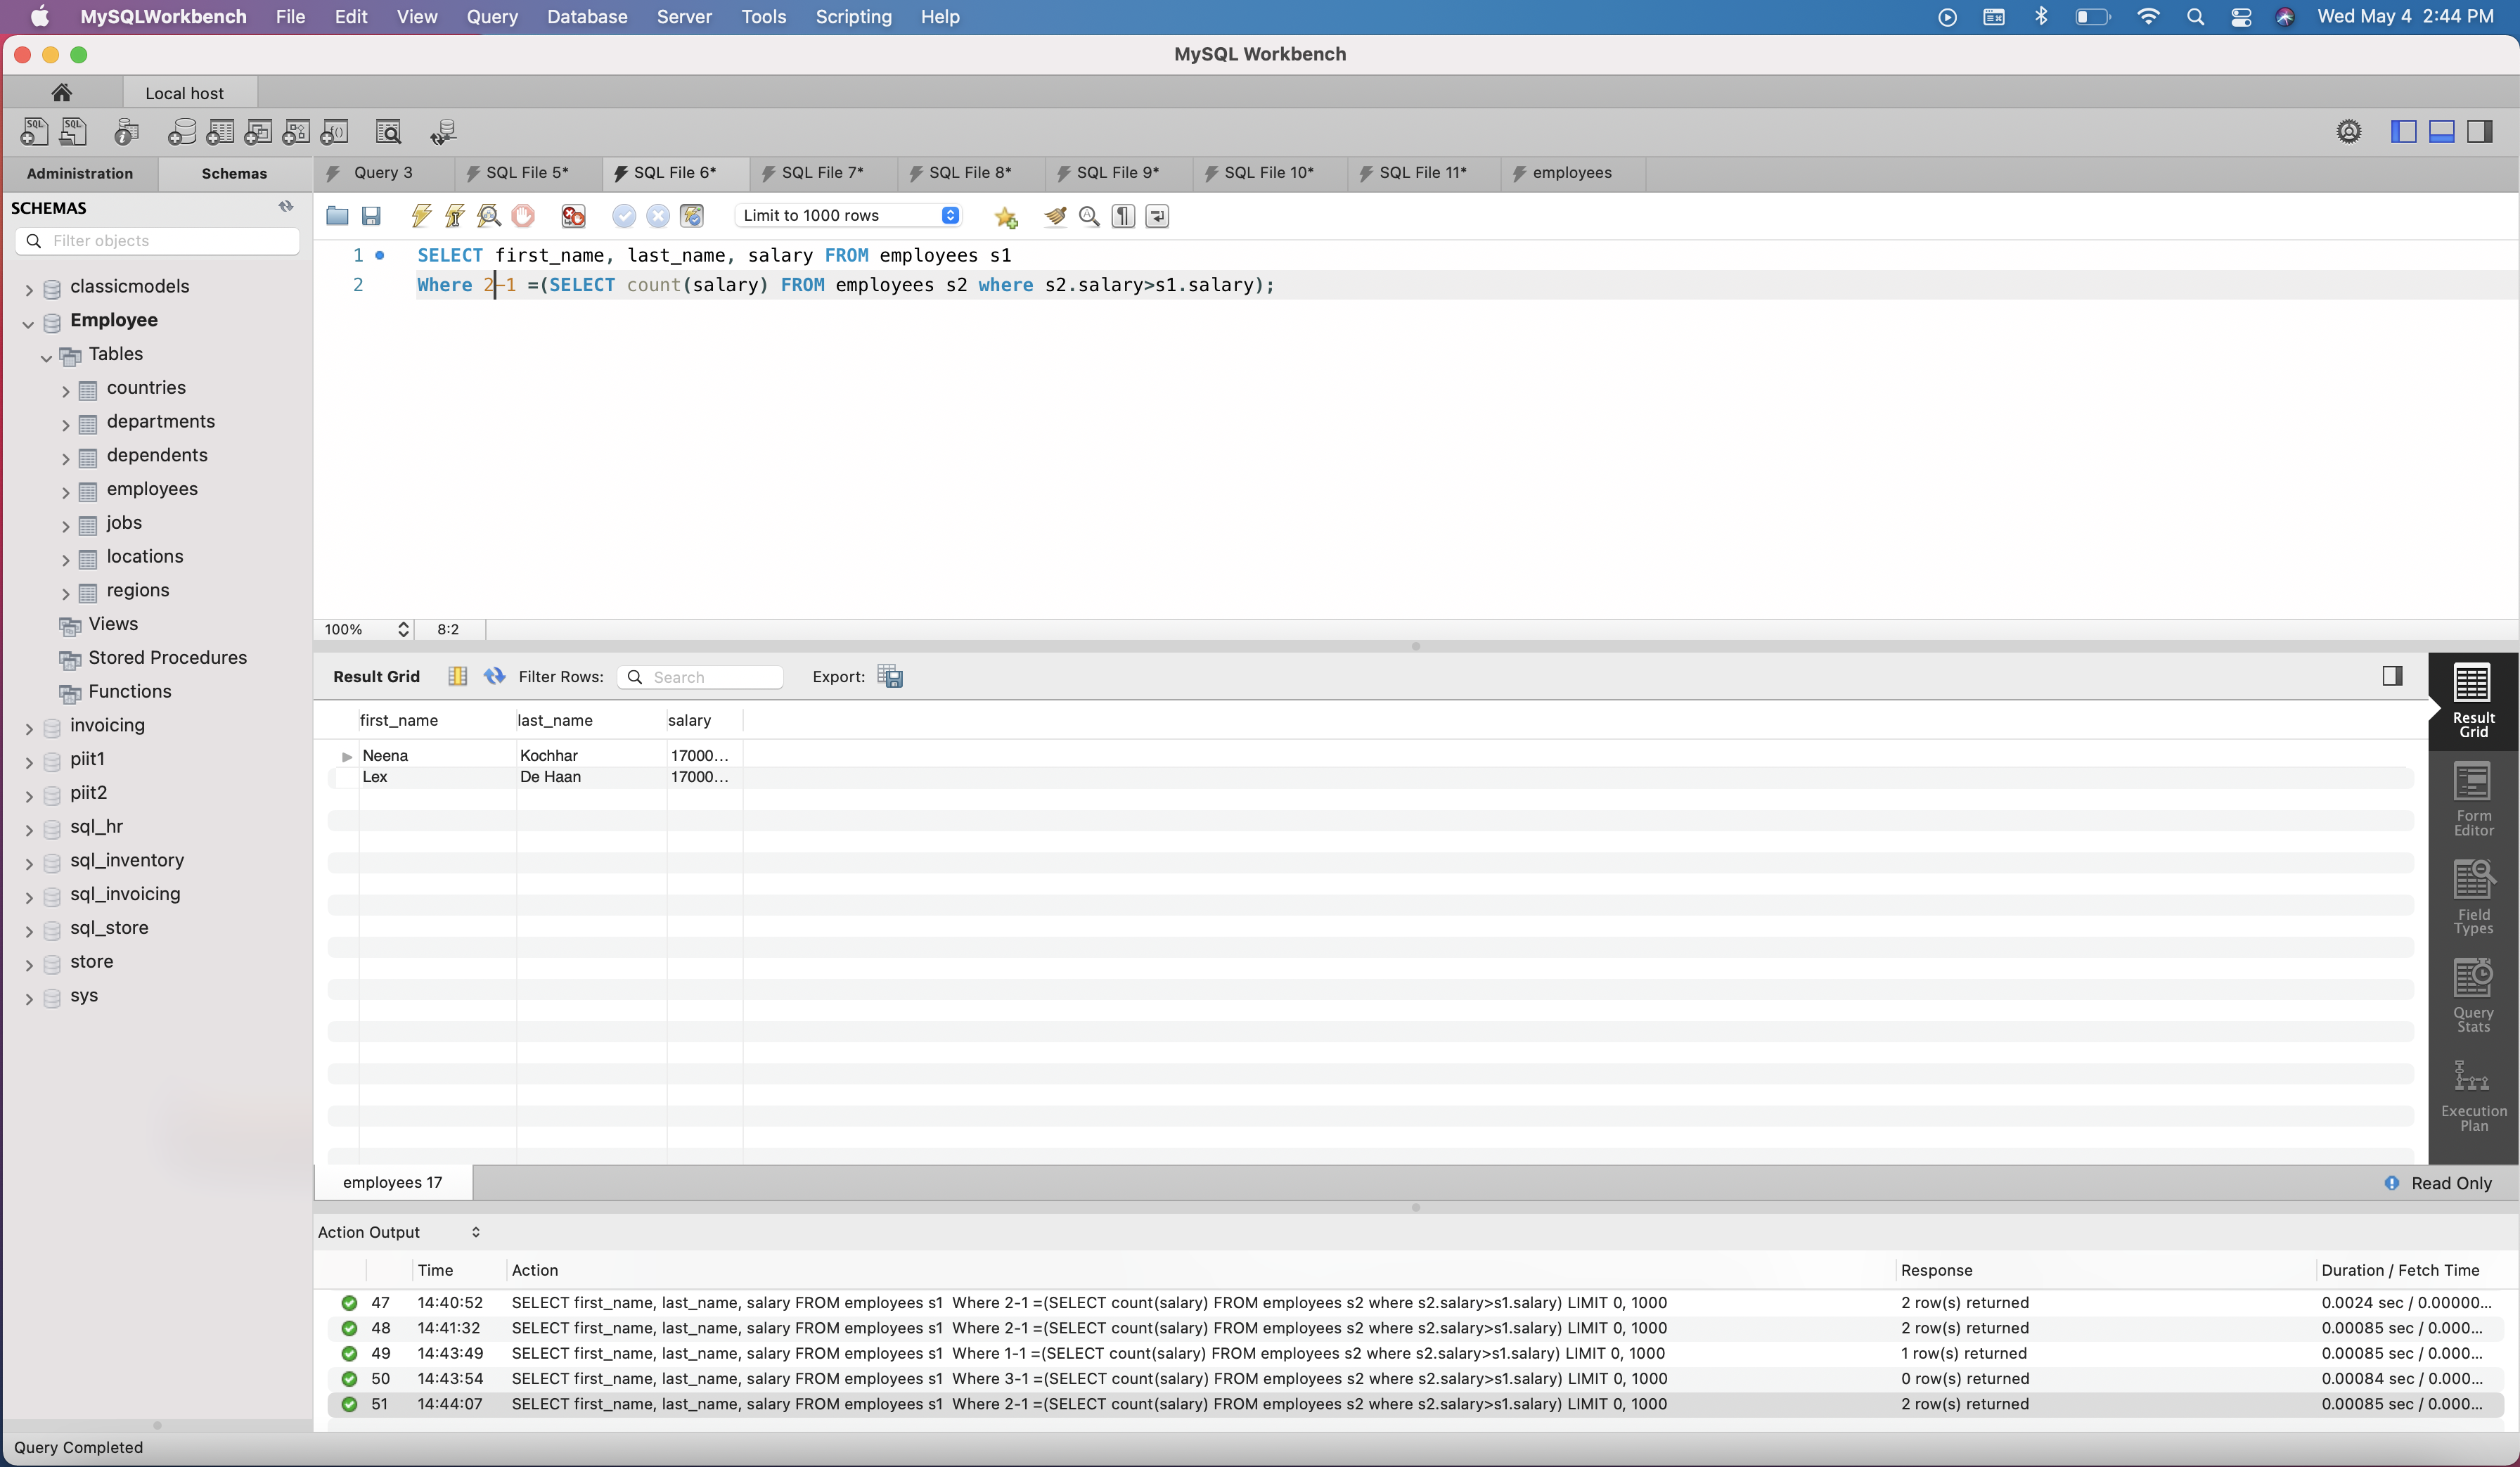 MySQLWorkbench File Edit View Query Database Server Tools Scripting Help Wed May 4 2:44 PM
MySQL Workbench
Local host
Administration Schemas Query 3 SQL File 5* SQL File 6* SQL File 7* SQL File 8* SQL File 9* SQL File 10* SQL File 11* employees
SCHEMAS
Filter objects
Limit to 1000 rows
classicmodels
Employee
Tables
countries
departments
dependents
employees
jobs
locations
regions
Views
Stored Procedures
Functions
invoicing
piit1
piit2
sql_hr
sql_inventory
sql_invoicing
sql_store
store
sys
1 SELECT first_name, last_name, salary FROM employees s1
2 Where 2-1 =(SELECT count(salary) FROM employees s2 where s2.salary>s1.salary);
100% 8:2
Result Grid Filter Rows: Search Export:
first_name last_name salary
Neena Kochhar 17000...
Lex De Haan 17000...
Result
Grid
Form
Editor
Field
Types
Query
Stats
Execution
Plan
employees 17 Read Only
Action Output
Time Action Response Duration / Fetch Time
47 14:40:52 SELECT first_name, last_name, salary FROM employees s1 Where 2-1 =(SELECT count(salary) FROM employees s2 where s2.salary>s1.salary) LIMIT 0, 1000 2 row(s) returned 0.0024 sec / 0.00000...
48 14:41:32 SELECT first_name, last_name, salary FROM employees s1 Where 2-1 =(SELECT count(salary) FROM employees s2 where s2.salary>s1.salary) LIMIT 0, 1000 2 row(s) returned 0.00085 sec / 0.000...
49 14:43:49 SELECT first_name, last_name, salary FROM employees s1 Where 1-1 =(SELECT count(salary) FROM employees s2 where s2.salary>s1.salary) LIMIT 0, 1000 1 row(s) returned 0.00085 sec / 0.000...
50 14:43:54 SELECT first_name, last_name, salary FROM employees s1 Where 3-1 =(SELECT count(salary) FROM employees s2 where s2.salary>s1.salary) LIMIT 0, 1000 0 row(s) returned 0.00084 sec / 0.000...
51 14:44:07 SELECT first_name, last_name, salary FROM employees s1 Where 2-1 =(SELECT count(salary) FROM employees s2 where s2.salary>s1.salary) LIMIT 0, 1000 2 row(s) returned 0.00085 sec / 0.000...
Query Completed